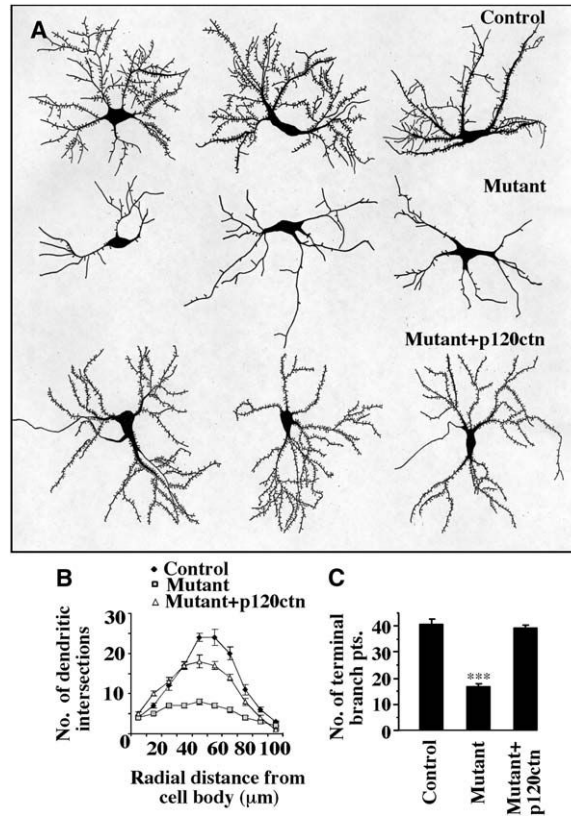 A
Control
Mutant
Mutant+p120ctn
B
Control
Mutant
Mutant+p120ctn
No. of dendritic
intersections
30
20
10
0
20
40
60
80
100
Radial distance from
cell body (µm)
C
No. of terminal
branch pts.
40
30
20
10
0
***
Control
Mutant
Mutant+
p120ctn